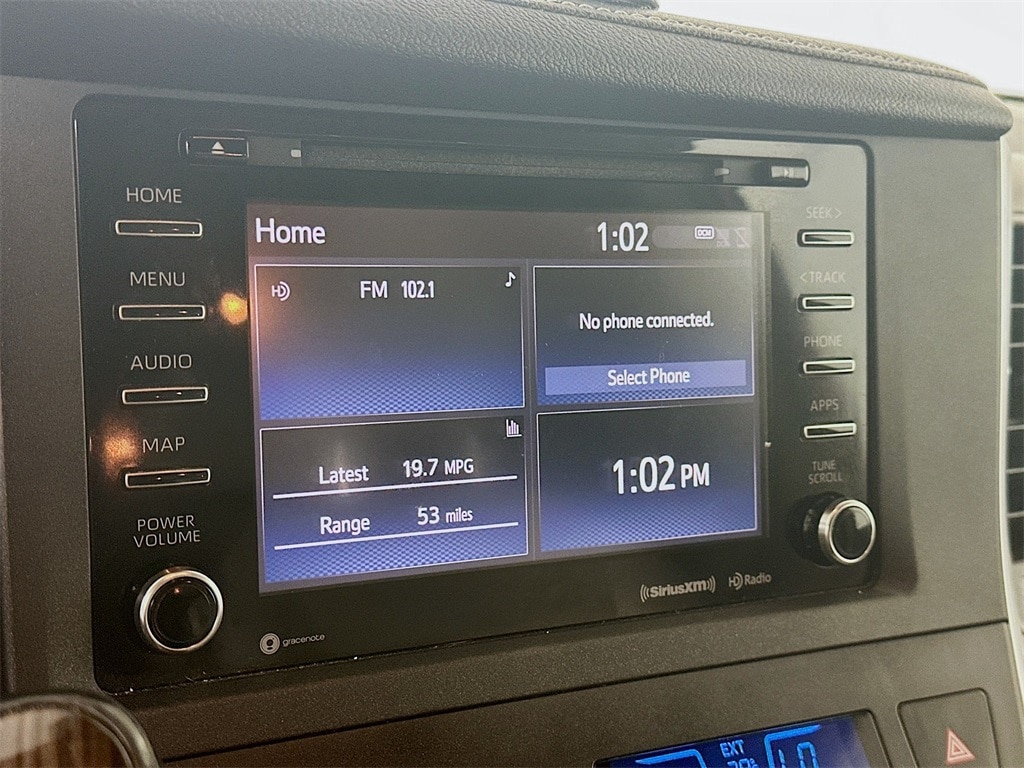 HOME
MENU
AUDIO
MAP
POWER
VOLUME
Home
1:02
DCM
HD
FM 102.1
No phone connected.
Select Phone
Latest 19.7 MPG
Range 53 miles
1:02 PM
SEEK >
< TRACK
PHONE
APPS
TUNE
SCROLL
gracenote
((SiriusXM))
HD Radio
EXT